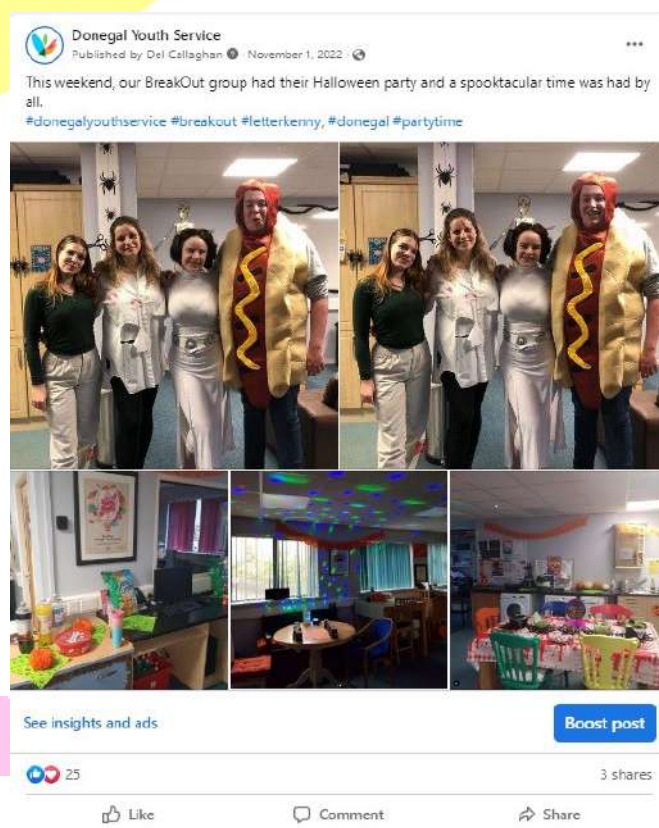 Donegal Youth Service
Published by Del Callaghan · November 1, 2022 ·
This weekend, our BreakOut group had their Halloween party and a spooktacular time was had by
all.
#donegalyouthservice #breakout #letterkenny, #donegal #partytime
See insights and ads
Boost post
25
3 shares
Like
Comment
Share